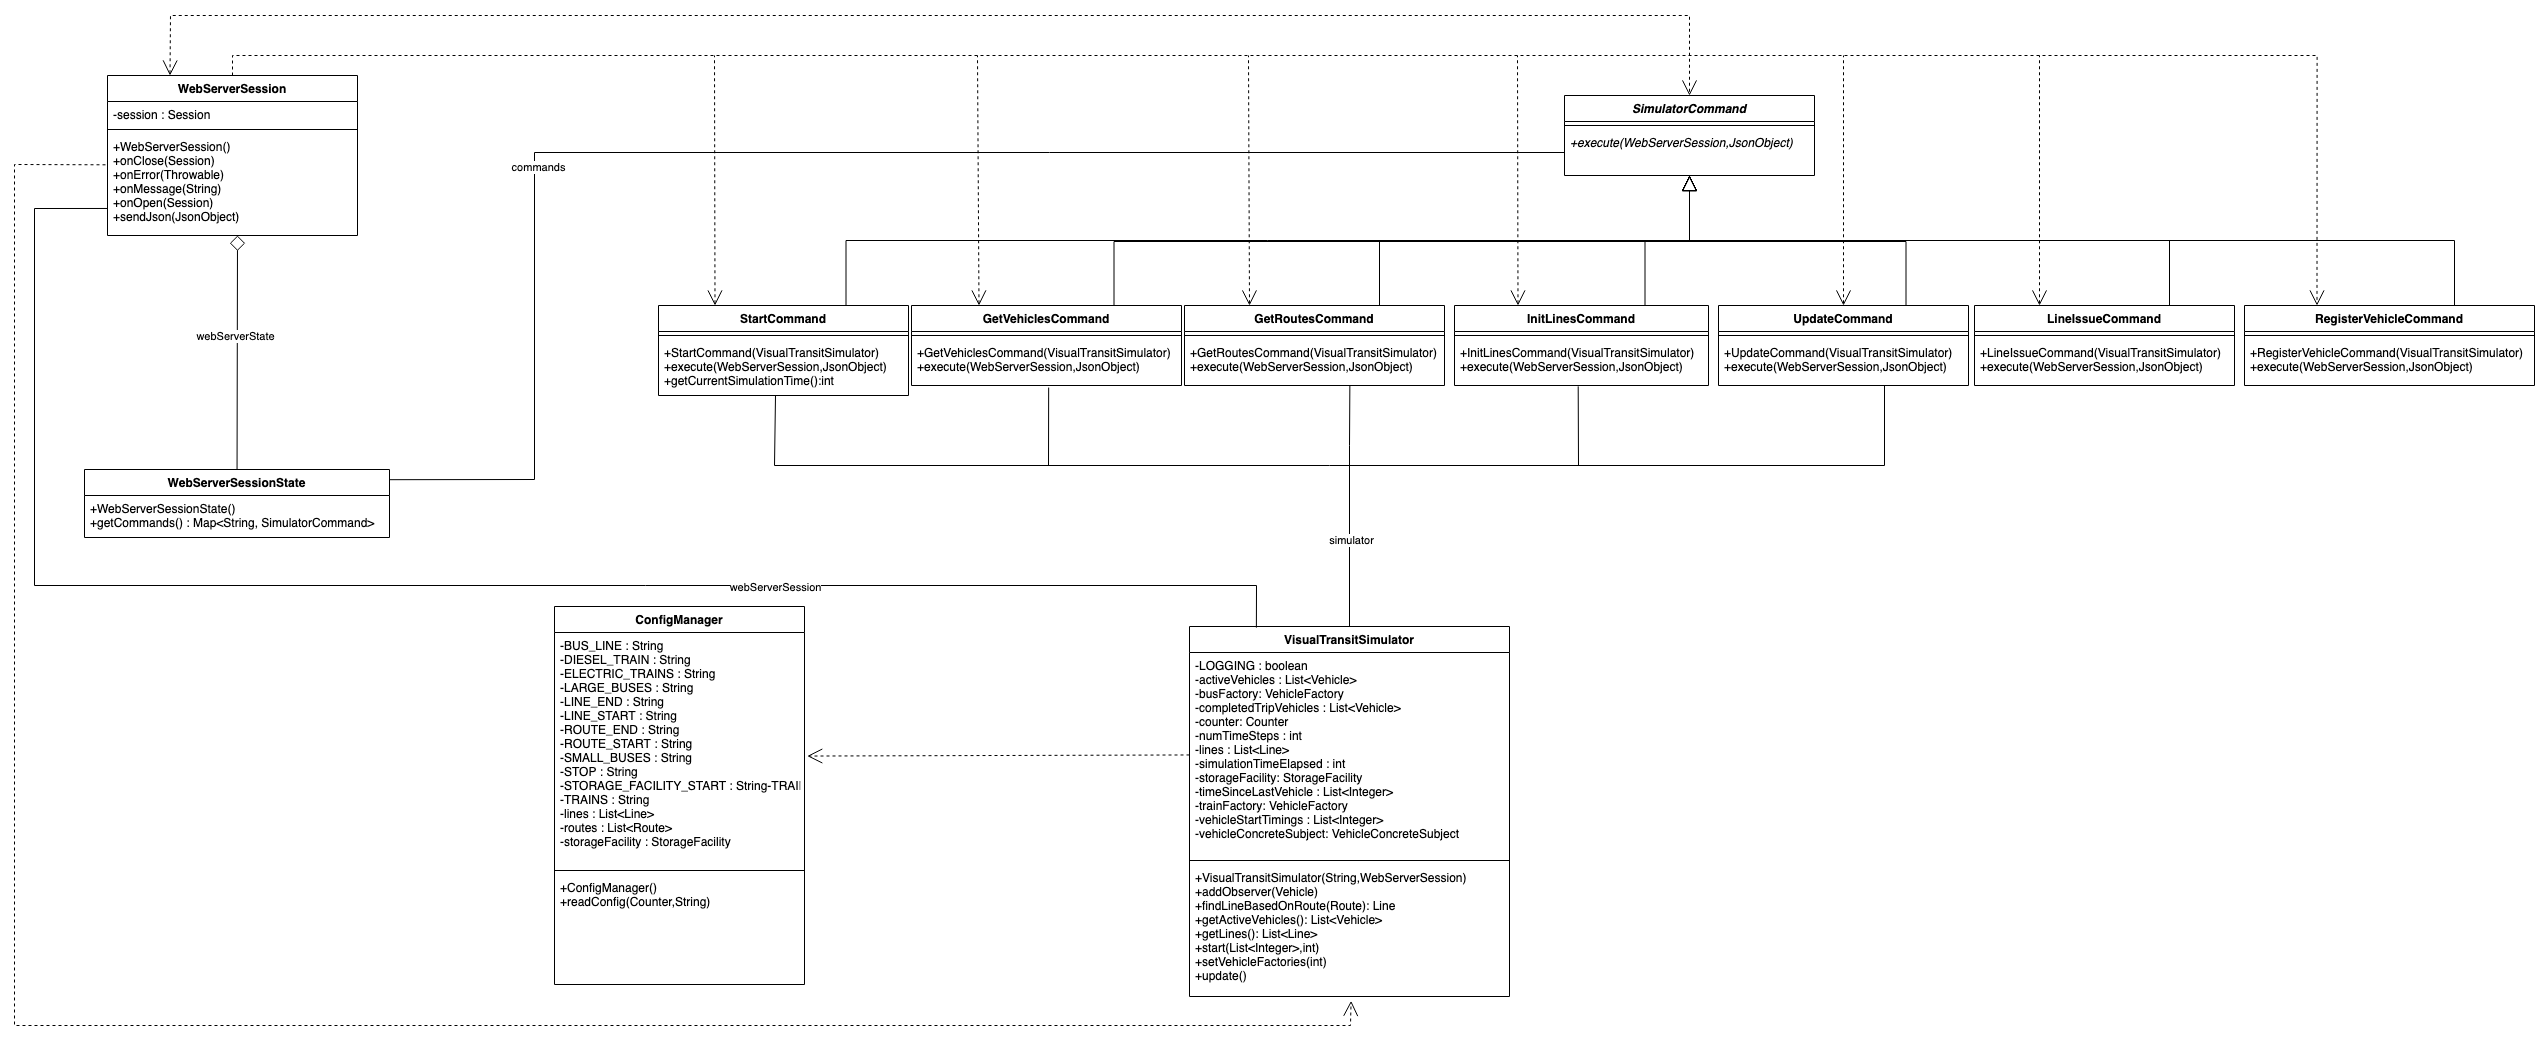 WebServerSession
-session : Session
+WebServerSession()
+onClose(Session)
+onError(Throwable)
+onMessage(String)
+onOpen(Session)
+sendJson(JsonObject)
SimulatorCommand
+execute(WebServerSession,JsonObject)
commands
webServerState
StartCommand
+StartCommand(VisualTransitSimulator)
+execute(WebServerSession,JsonObject)
+getCurrentSimulationTime():int
GetVehiclesCommand
+GetVehiclesCommand(VisualTransitSimulator)
+execute(WebServerSession,JsonObject)
GetRoutesCommand
+GetRoutesCommand(VisualTransitSimulator)
+execute(WebServerSession,JsonObject)
InitLinesCommand
+InitLinesCommand(VisualTransitSimulator)
+execute(WebServerSession,JsonObject)
UpdateCommand
+UpdateCommand(VisualTransitSimulator)
+execute(WebServerSession,JsonObject)
LineIssueCommand
+LineIssueCommand(VisualTransitSimulator)
+execute(WebServerSession,JsonObject)
RegisterVehicleCommand
+RegisterVehicleCommand(VisualTransitSimulator)
+execute(WebServerSession,JsonObject)
WebServerSessionState
+WebServerSessionState()
+getCommands() : Map<String, SimulatorCommand>
simulator
webServerSession
ConfigManager
-BUS_LINE : String
-DIESEL_TRAIN : String
-ELECTRIC_TRAINS : String
-LARGE_BUSES : String
-LINE_END : String
-LINE_START : String
-ROUTE_END : String
-ROUTE_START : String
-SMALL_BUSES : String
-STOP : String
-STORAGE_FACILITY_START : String-TRAI
-TRAINS : String
-lines : List<Line>
-routes : List<Route>
-storageFacility : StorageFacility
+ConfigManager()
+readConfig(Counter,String)
VisualTransitSimulator
-LOGGING : boolean
-activeVehicles : List<Vehicle>
-busFactory: VehicleFactory
-completedTripVehicles : List<Vehicle>
-counter: Counter
-numTimeSteps : int
-lines : List<Line>
-simulationTimeElapsed : int
-storageFacility: StorageFacility
-timeSinceLastVehicle : List<Integer>
-trainFactory: VehicleFactory
-vehicleStartTimings : List<Integer>
-vehicleConcreteSubject: VehicleConcreteSubject
+VisualTransitSimulator(String,WebServerSession)
+addObserver(Vehicle)
+findLineBasedOnRoute(Route): Line
+getActiveVehicles(): List<Vehicle>
+getLines(): List<Line>
+start(List<Integer>,int)
+setVehicleFactories(int)
+update()